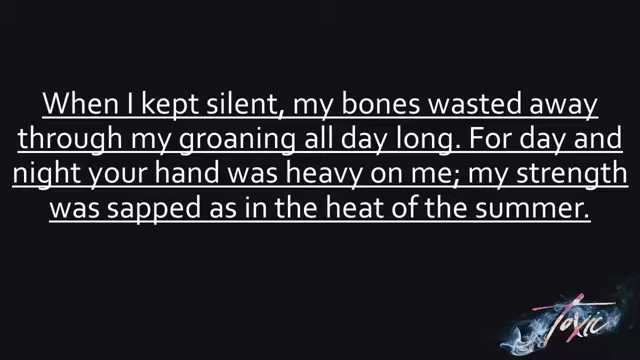 When I kept silent, my bones wasted away
through my groaning all day long. For day and
night your hand was heavy on me; my strength
was sapped as in the heat of the summer.
Toxic